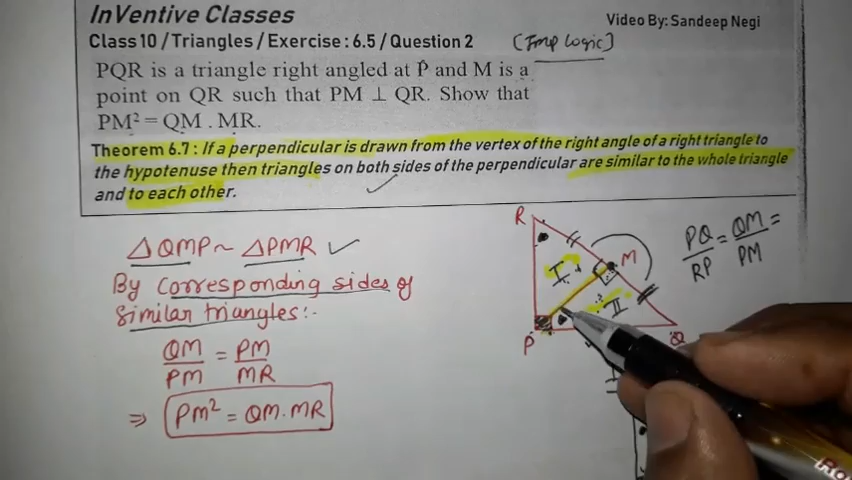 InVentive Classes
Video By: Sandeep Negi
Class 10 / Triangles / Exercise : 6.5 / Question 2
[Imp Logic]
PQR is a triangle right angled at P and M is a
point on QR such that PM ⊥ QR. Show that
PM² = QM . MR.
Theorem 6.7 : If a perpendicular is drawn from the vertex of the right angle of a right triangle to
the hypotenuse then triangles on both sides of the perpendicular are similar to the whole triangle
and to each other.
△QMP ~ △PMR ✓
By corresponding sides of
similar triangles:-
QM/PM = PM/MR
⇒ PM² = QM.MR
R
M
I
II
P
Q
PQ/RP = QM/PM =